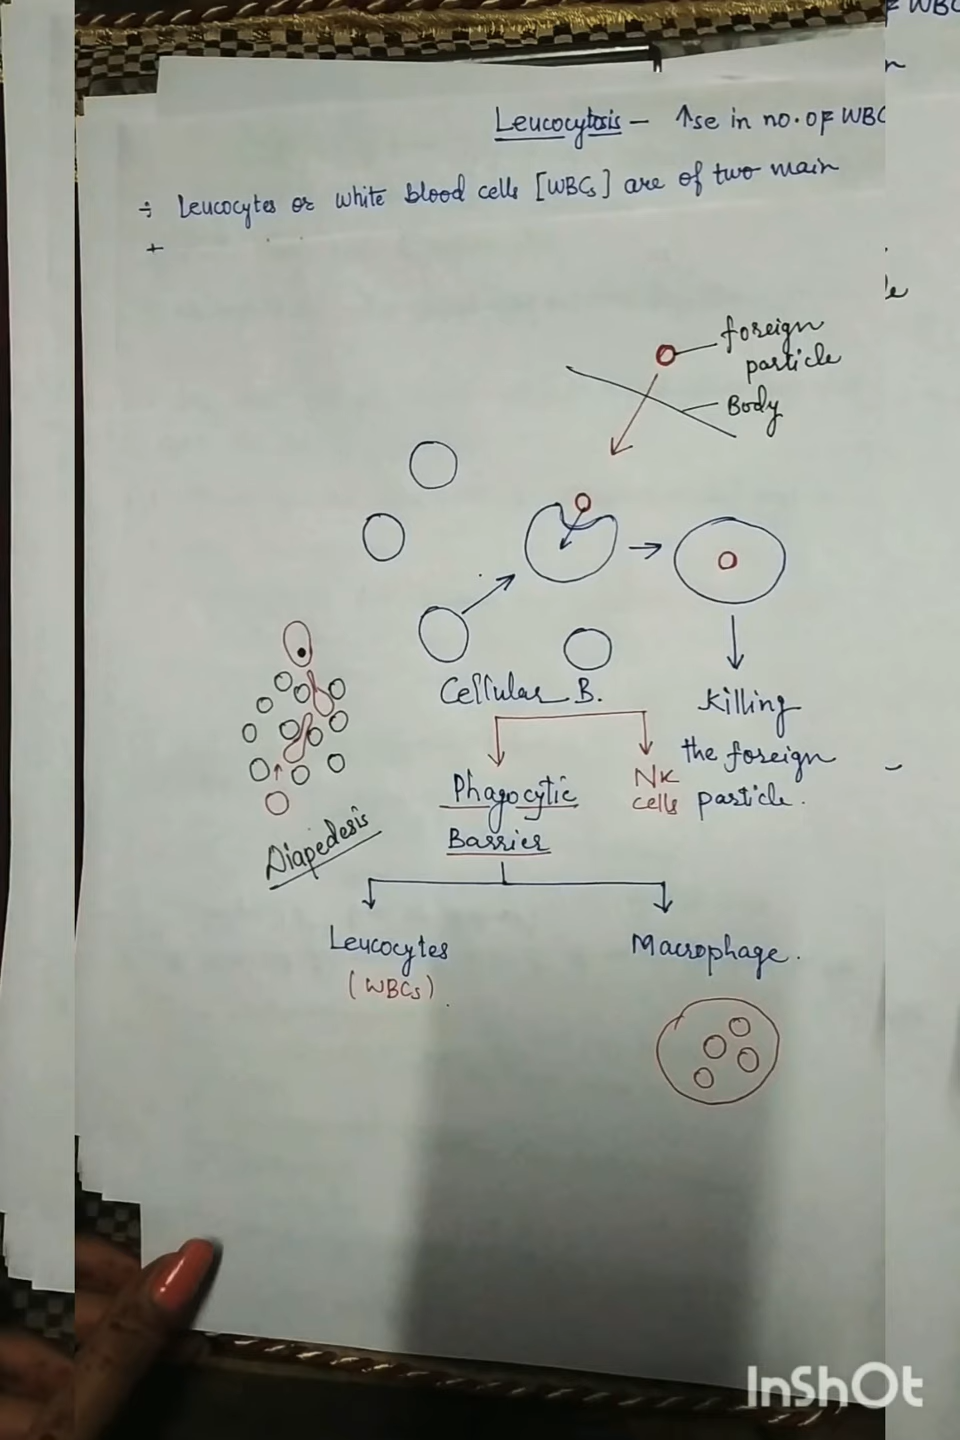 Leucocytosis – ↑se in no. of WBC
÷ Leucocytes or white blood cells [WBCs] are of two main
+
foreign
particle
Body
Cellular B.
Killing
the foreign
particle.
Phagocytic
Barrier
NK
cells
Diapedesis
Leucocytes
(WBCs).
Macrophage.
InShOt